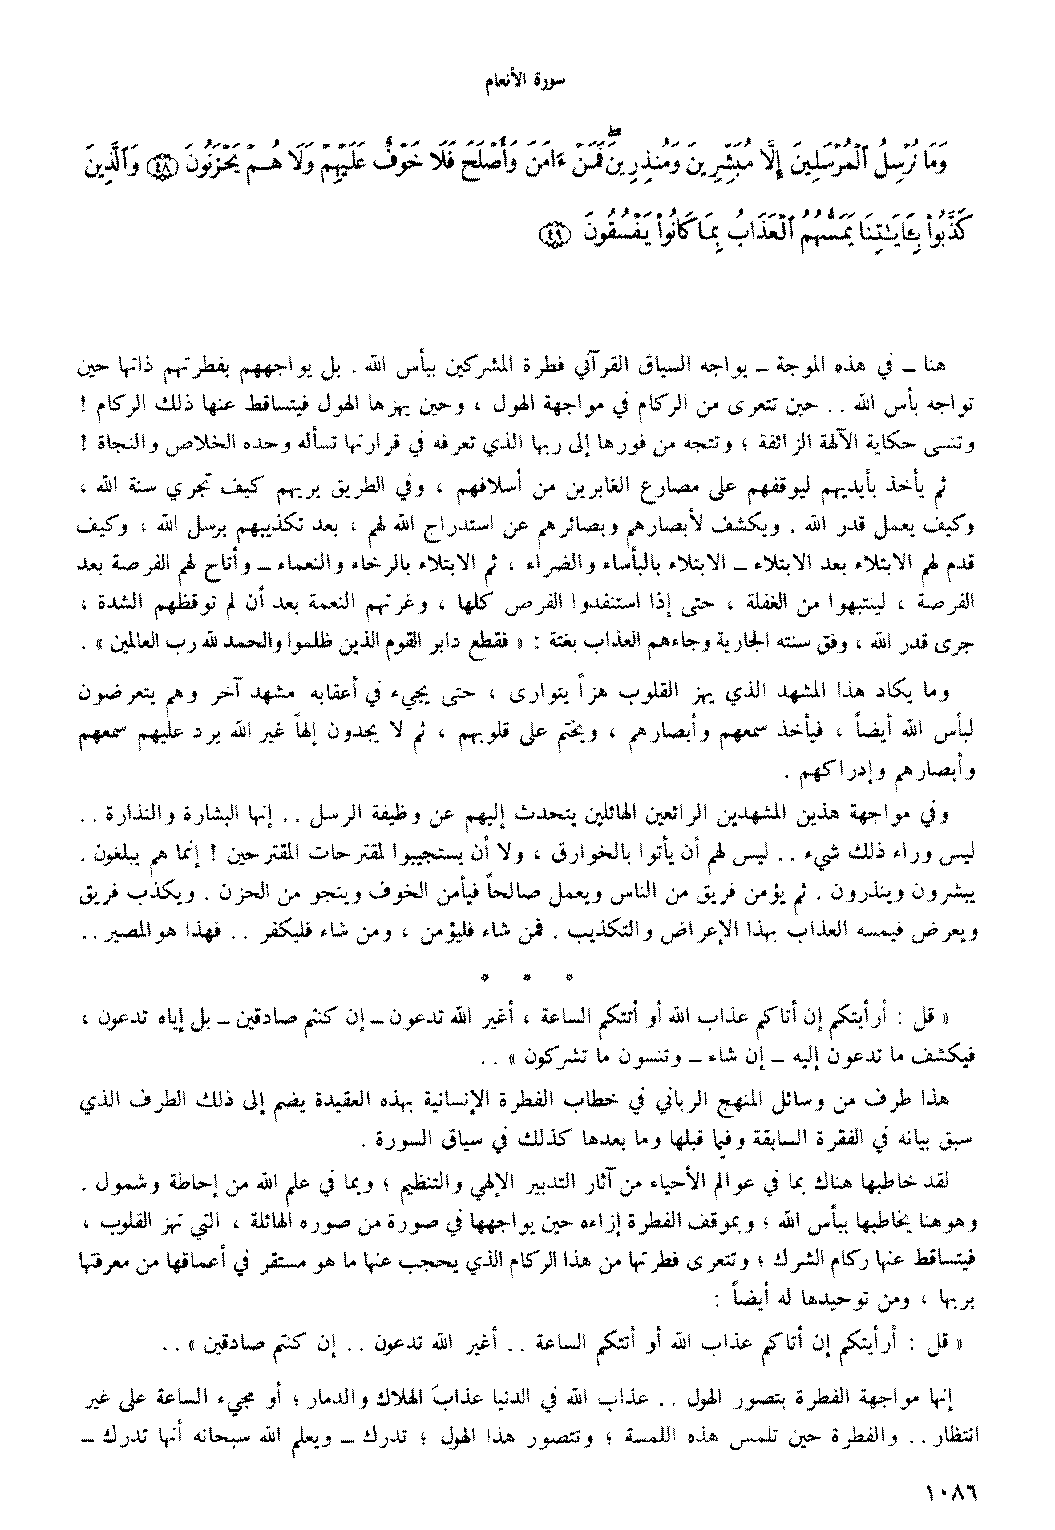 سورة الأنعام
وَمَا نُرْسِلُ ٱلْمُرْسَلِينَ إِلَّا مُبَشِّرِينَ وَمُنذِرِينَۖ فَمَنْ ءَامَنَ وَأَصْلَحَ فَلَا خَوْفٌ عَلَيْهِمْ وَلَا هُمْ يَحْزَنُونَ ﴿٤٨﴾ وَٱلَّذِينَ
كَذَّبُوا۟ بِـَٔايَـٰتِنَا يَمَسُّهُمُ ٱلْعَذَابُ بِمَا كَانُوا۟ يَفْسُقُونَ ﴿٤٩﴾
هنا ــ في هذه الموجة ــ يواجه السياق القرآني فطرة المشركين ببأس الله . بل يواجههم بفطرتهم ذاتها حين
تواجه بأس الله . . حين تتعرى من الركام في مواجهة الهول ، وحين يهزها الهول فيتساقط عنها ذلك الركام !
وتنسى حكاية الآلهة الزائفة ؛ وتتجه من فورها إلى ربها الذي تعرفه في قرارتها تسأله وحده الخلاص والنجاة !
ثم يأخذ بأيديهم ليوقفهم على مصارع الغابرين من أسلافهم ، وفي الطريق يريهم كيف تجري سنة الله ،
وكيف يعمل قدر الله . ويكشف لأبصارهم وبصائرهم عن استدراج الله لهم ، بعد تكذيبهم برسل الله ؛ وكيف
قدم لهم الابتلاء بعد الابتلاء ــ الابتلاء بالبأساء والضراء ، ثم الابتلاء بالرخاء والنعماء ــ وأتاح لهم الفرصة بعد
الفرصة ، لينتبهوا من الغفلة ، حتى إذا استنفدوا الفرص كلها ، وغرتهم النعمة بعد أن لم توقظهم الشدة ،
جرى قدر الله ، وفق سنته الجارية وجاءهم العذاب بغتة : « فقطع دابر القوم الذين ظلموا والحمد لله رب العالمين » .
وما يكاد هذا المشهد الذي يهز القلوب هزاً يتوارى ، حتى يجيء في أعقابه مشهد آخر وهم يتعرضون
لبأس الله أيضاً ، فيأخذ سمعهم وأبصارهم ، ويختم على قلوبهم ، ثم لا يجدون إلهاً غير الله يرد عليهم سمعهم
وأبصارهم وإدراكهم .
وفي مواجهة هذين المشهدين الرائعين الهائلين يتحدث إليهم عن وظيفة الرسل . . إنها البشارة والنذارة . .
ليس وراء ذلك شيء . . ليس لهم أن يأتوا بالخوارق ، ولا أن يستجيبوا لمقترحات المقترحين ! إنما هم يبلغون .
يبشرون وينذرون . ثم يؤمن فريق من الناس ويعمل صالحاً فيأمن الخوف وينجو من الحزن . ويكذب فريق
ويعرض فيمسه العذاب بهذا الإعراض والتكذيب . فمن شاء فليؤمن ، ومن شاء فليكفر . . فهذا هو المصير . .
* * *
« قل : أرأيتكم إن أتاكم عذاب الله أو أتتكم الساعة ، أغير الله تدعون ــ إن كنتم صادقين ــ بل إياه تدعون ،
فيكشف ما تدعون إليه ــ إن شاء ــ وتنسون ما تشركون » . .
هذا طرف من وسائل المنهج الرباني في خطاب الفطرة الإنسانية بهذه العقيدة يضم إلى ذلك الطرف الذي
سبق بيانه في الفقرة السابقة وفيما قبلها وما بعدها كذلك في سياق السورة .
لقد خاطبها هناك بما في عوالم الأحياء من آثار التدبير الإلهي والتنظيم ؛ وبما في علم الله من إحاطة وشمول .
وهو هنا يخاطبها ببأس الله ؛ وبموقف الفطرة إزاءه حين يواجهها في صورة من صوره الهائلة ، التي تهز القلوب ،
فيتساقط عنها ركام الشرك ؛ وتتعرى فطرتها من هذا الركام الذي يحجب عنها ما هو مستقر في أعماقها من معرفتها
بربها ، ومن توحيدها له أيضاً :
« قل : أرأيتكم إن أتاكم عذاب الله أو أتتكم الساعة . . أغير الله تدعون . . إن كنتم صادقين » . .
إنها مواجهة الفطرة بتصور الهول . . عذاب الله في الدنيا عذابَ الهلاك والدمار ؛ أو مجيء الساعة على غير
انتظار . . والفطرة حين تلمس هذه اللمسة ؛ وتتصور هذا الهول ؛ تدرك ــ ويعلم الله سبحانه أنها تدرك ــ
١٠٨٦